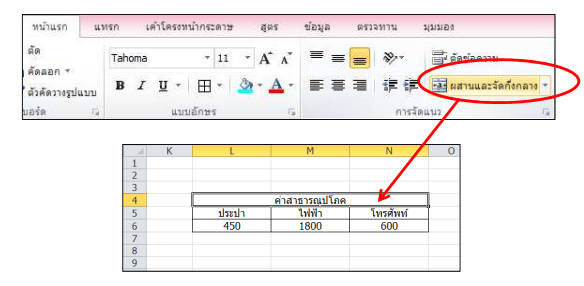 หน้าแรก แทรก เค้าโครงหน้ากระดาษ สูตร ข้อมูล ตรวจทาน มุมมอง
ตัด
Tahoma 11 A A ตัดข้อความ
คัดลอก
ตัวคัดวางรูปแบบ B I U A ผสานและจัดกึ่งกลาง
บอร์ด แบบอักษร การจัดแนว
K L M N O
1
2
3
4 ค่าสาธารณูปโภค
5 ประปา ไฟฟ้า โทรศัพท์
6 450 1800 600
7
8
9